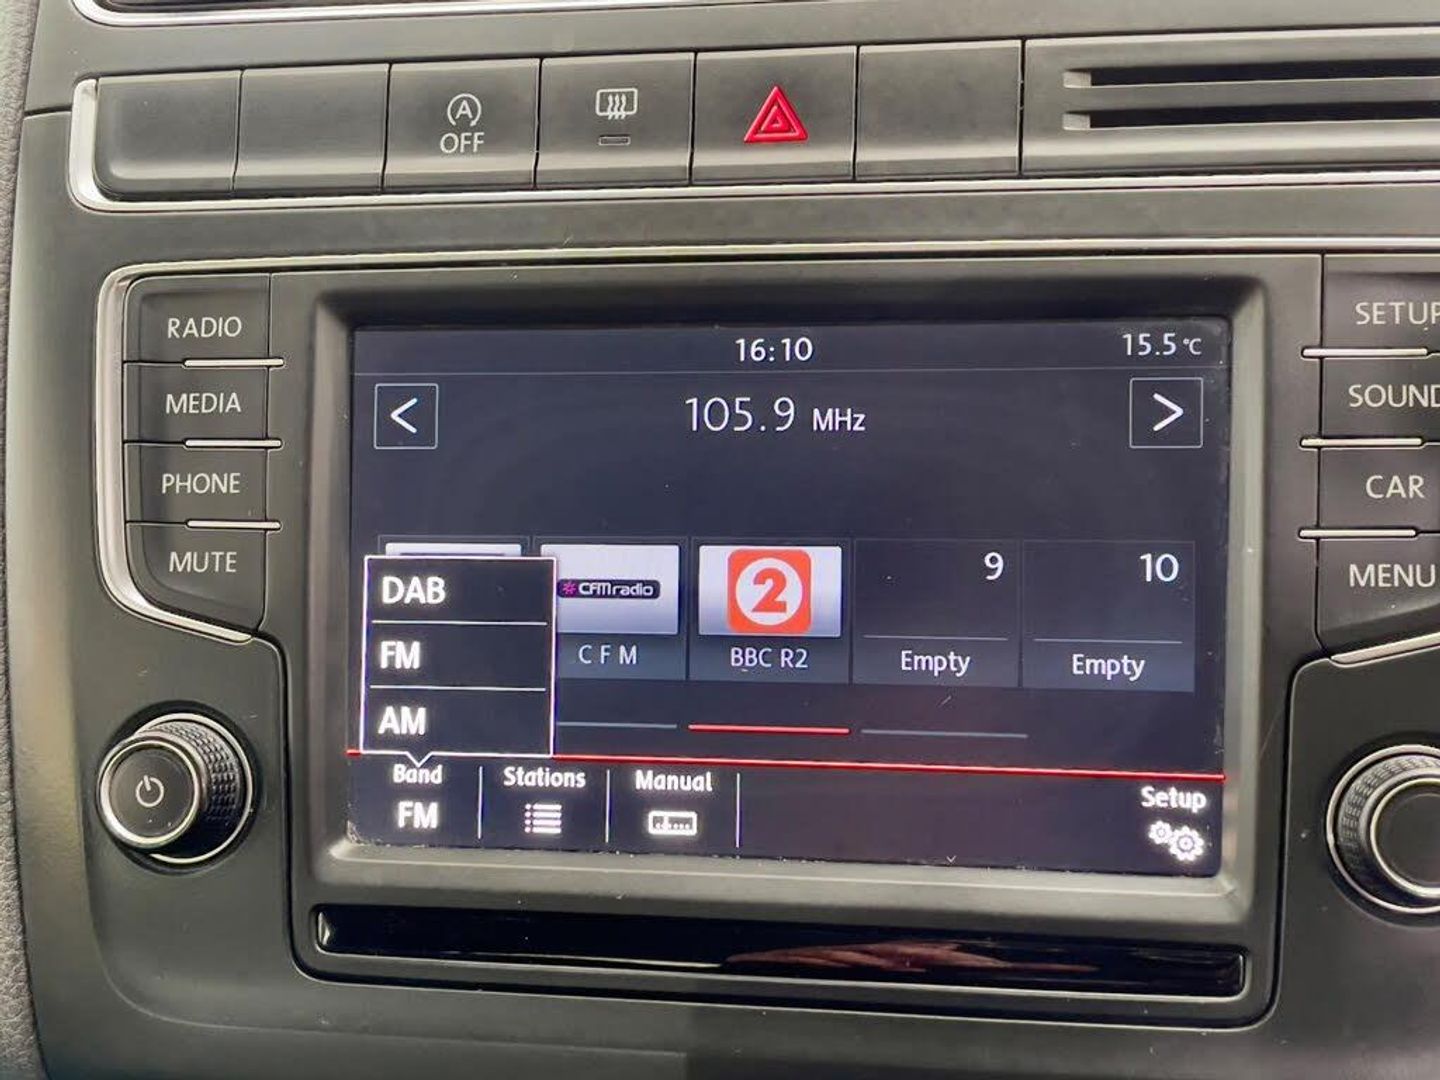 A
OFF
RADIO
MEDIA
PHONE
MUTE
16:10
15.5 °C
<
105.9 MHz
>
DAB
FM
AM
CFM radio
C F M
2
BBC R2
9
Empty
10
Empty
Band
FM
Stations
Manual
Setup
SETUP
SOUND
CAR
MENU